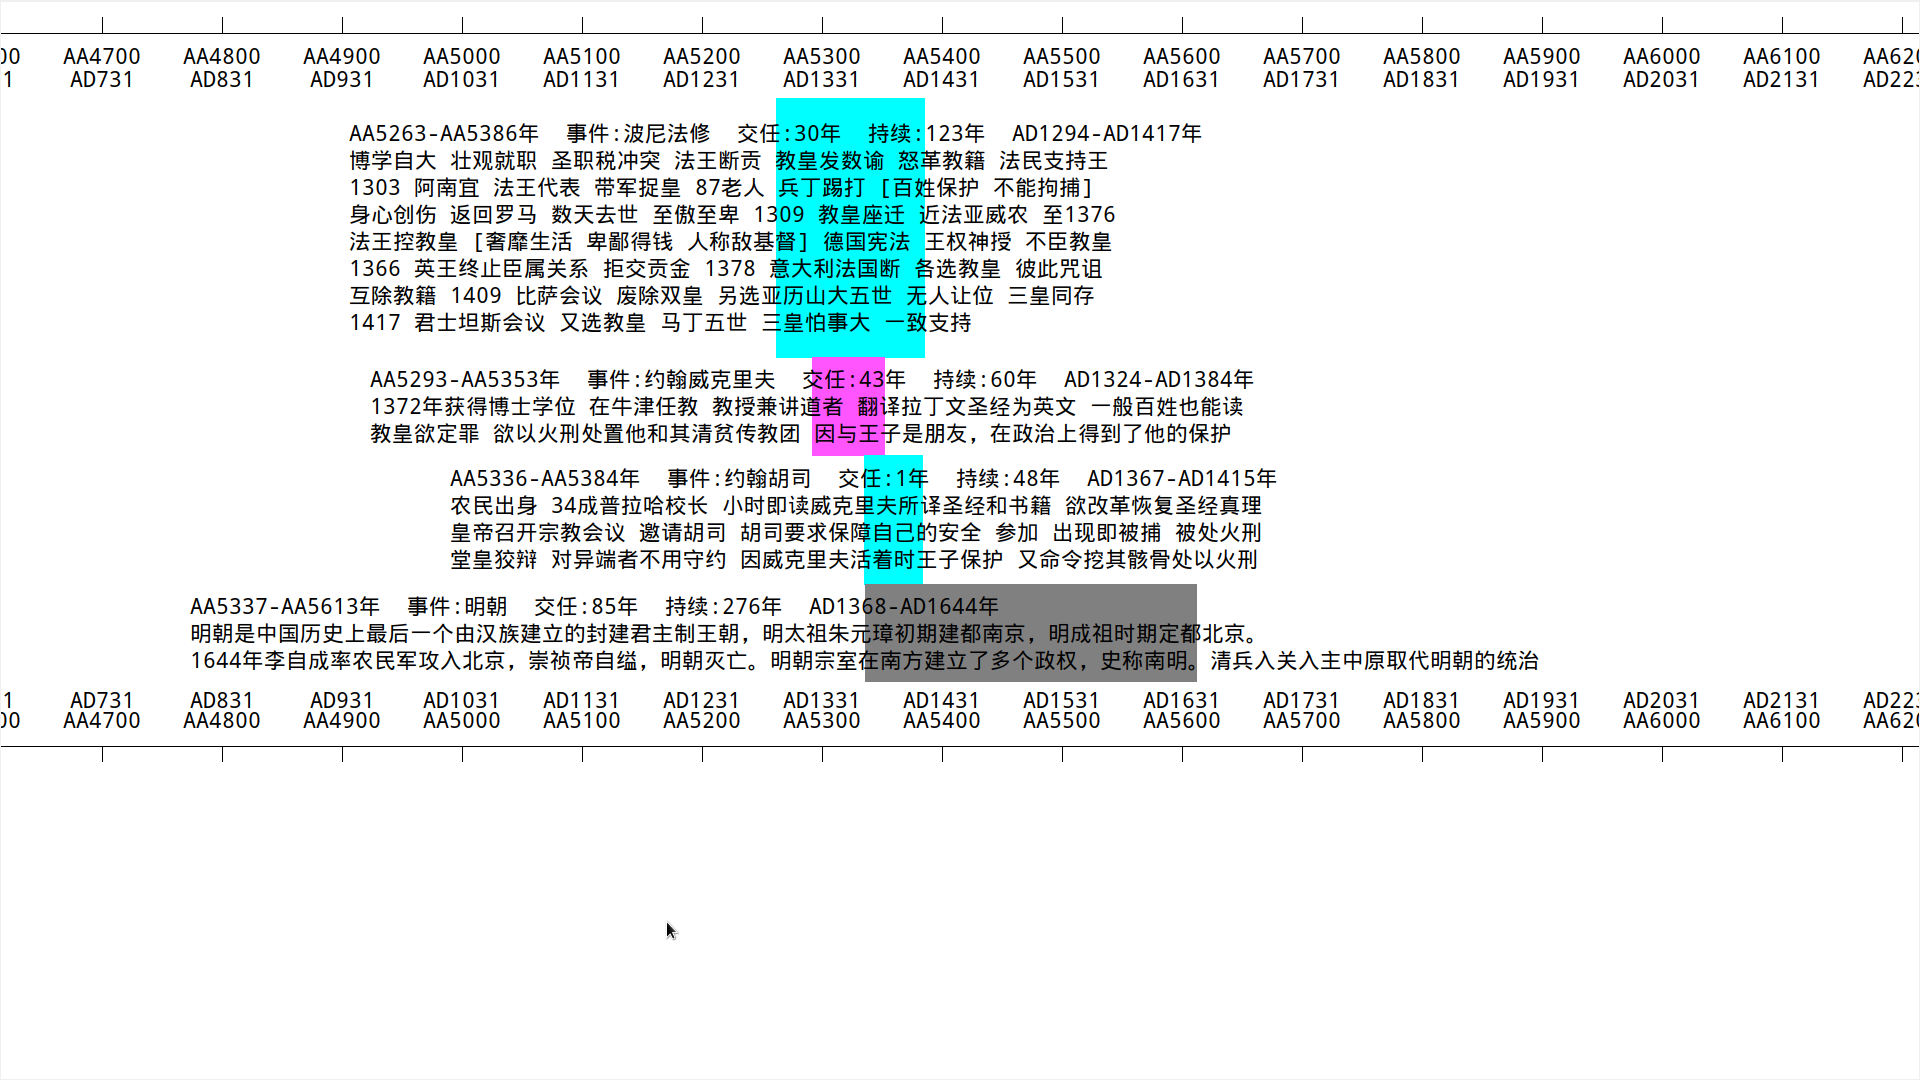 00 AA4700 AA4800 AA4900 AA5000 AA5100 AA5200 AA5300 AA5400 AA5500 AA5600 AA5700 AA5800 AA5900 AA6000 AA6100 AA620
1 AD731 AD831 AD931 AD1031 AD1131 AD1231 AD1331 AD1431 AD1531 AD1631 AD1731 AD1831 AD1931 AD2031 AD2131 AD223
AA5263-AA5386年 事件:波尼法修 交任:30年 持续:123年 AD1294-AD1417年
博学自大 壮观就职 圣职税冲突 法王断贡 教皇发数谕 怒革教籍 法民支持王
1303 阿南宜 法王代表 带军捉皇 87老人 兵丁踢打 [百姓保护 不能拘捕]
身心创伤 返回罗马 数天去世 至傲至卑 1309 教皇座迁 近法亚威农 至1376
法王控教皇 [奢靡生活 卑鄙得钱 人称敌基督] 德国宪法 王权神授 不臣教皇
1366 英王终止臣属关系 拒交贡金 1378 意大利法国断 各选教皇 彼此咒诅
互除教籍 1409 比萨会议 废除双皇 另选亚历山大五世 无人让位 三皇同存
1417 君士坦斯会议 又选教皇 马丁五世 三皇怕事大 一致支持
AA5293-AA5353年 事件:约翰威克里夫 交任:43年 持续:60年 AD1324-AD1384年
1372年获得博士学位 在牛津任教 教授兼讲道者 翻译拉丁文圣经为英文 一般百姓也能读
教皇欲定罪 欲以火刑处置他和其清贫传教团 因与王子是朋友，在政治上得到了他的保护
AA5336-AA5384年 事件:约翰胡司 交任:1年 持续:48年 AD1367-AD1415年
农民出身 34成普拉哈校长 小时即读威克里夫所译圣经和书籍 欲改革恢复圣经真理
皇帝召开宗教会议 邀请胡司 胡司要求保障自己的安全 参加 出现即被捕 被处火刑
堂皇狡辩 对异端者不用守约 因威克里夫活着时王子保护 又命令挖其骸骨处以火刑
AA5337-AA5613年 事件:明朝 交任:85年 持续:276年 AD1368-AD1644年
明朝是中国历史上最后一个由汉族建立的封建君主制王朝，明太祖朱元璋初期建都南京，明成祖时期定都北京。
1644年李自成率农民军攻入北京，崇祯帝自缢，明朝灭亡。明朝宗室在南方建立了多个政权，史称南明。清兵入关入主中原取代明朝的统治
1 AD731 AD831 AD931 AD1031 AD1131 AD1231 AD1331 AD1431 AD1531 AD1631 AD1731 AD1831 AD1931 AD2031 AD2131 AD223
00 AA4700 AA4800 AA4900 AA5000 AA5100 AA5200 AA5300 AA5400 AA5500 AA5600 AA5700 AA5800 AA5900 AA6000 AA6100 AA620